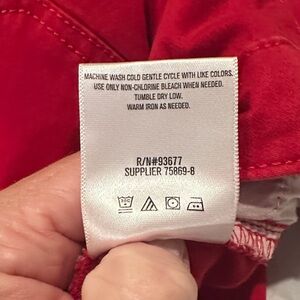 MACHINE WASH COLD GENTLE CYCLE WITH LIKE COLORS.
USE ONLY NON-CHLORINE BLEACH WHEN NEEDED.
TUMBLE DRY LOW.
WARM IRON AS NEEDED.
R/N#93677
SUPPLIER 75869-8